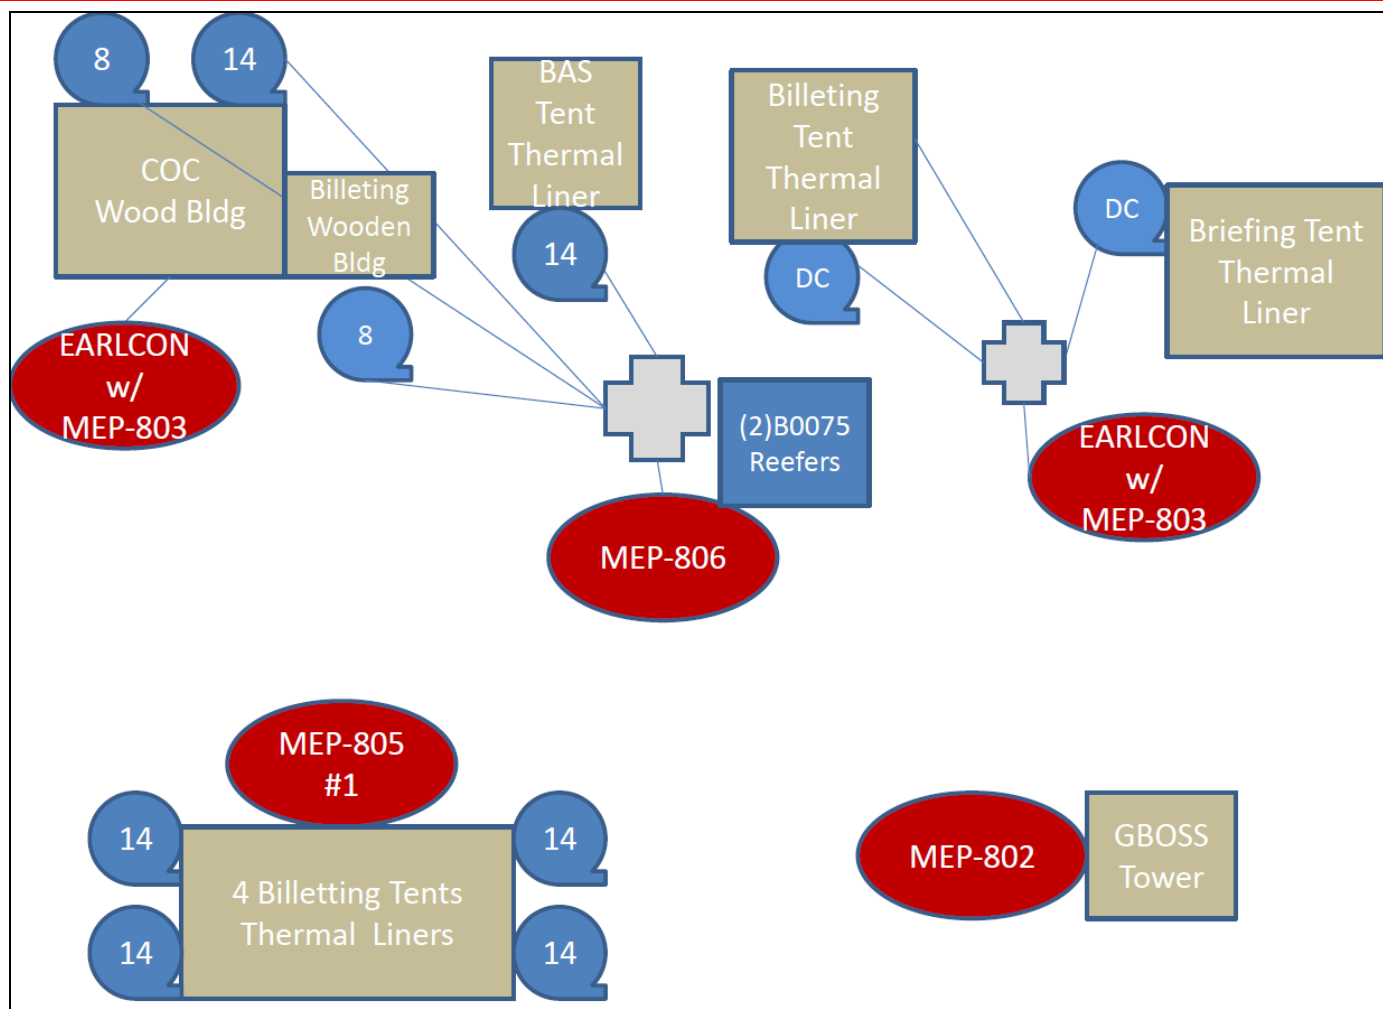 8
14
COC
Wood Bldg
Billeting
Wooden
Bldg
8
EARLCON
w/
MEP-803
BAS
Tent
Thermal
Liner
14
Billeting
Tent
Thermal
Liner
DC
DC
Briefing Tent
Thermal
Liner
(2)B0075
Reefers
MEP-806
EARLCON
w/
MEP-803
MEP-805
#1
14
14
4 Billetting Tents
Thermal Liners
14
14
MEP-802
GBOSS
Tower